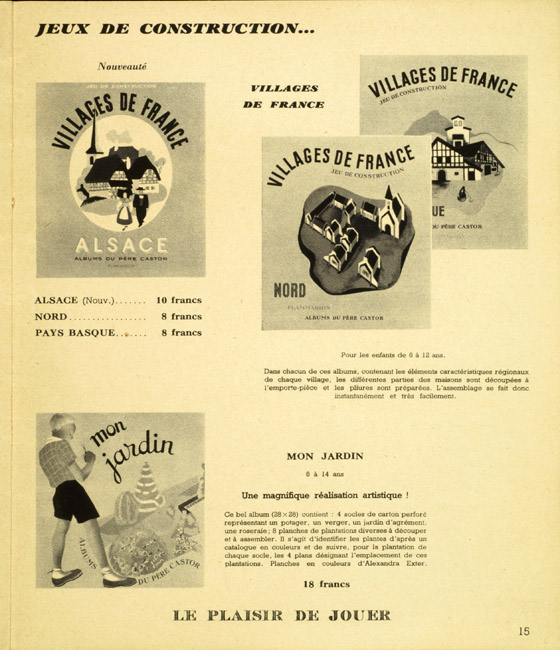 JEUX DE CONSTRUCTION...
Nouveauté
JEU DE CONSTRUCTION
VILLAGES DE FRANCE
ALSACE
ALBUMS DU PÈRE CASTOR
FLAMMARION
VILLAGES
DE FRANCE
VILLAGES DE FRANCE
JEU DE CONSTRUCTION
UE
DU PÈRE CASTOR
VILLAGES DE FRANCE
JEU DE CONSTRUCTION
NORD
FLAMMARION
ALBUMS DU PÈRE CASTOR
ALSACE (Nouv.)....... 10 francs
NORD.................. 8 francs
PAYS BASQUE....... 8 francs
Pour les enfants de 6 à 12 ans.
Dans chacun de ces albums, contenant les éléments caractéristiques régionaux
de chaque village, les différentes parties des maisons sont découpées à
l'emporte-pièce et les pliures sont préparées. L'assemblage se fait donc
instantanément et très facilement.
mon
jardin
ALBUMS
DU PÈRE CASTOR
MON JARDIN
6 à 14 ans
Une magnifique réalisation artistique !
Ce bel album (28×28) contient : 4 socles de carton perforé
représentant un potager, un verger, un jardin d'agrément,
une roseraie; 8 planches de plantations diverses à découper
et à assembler. Il s'agit d'identifier les plantes d'après un
catalogue en couleurs et de suivre, pour la plantation de
chaque socle, les 4 plans désignant l'emplacement de ces
plantations. Planches en couleurs d'Alexandra Exter.
18 francs
LE PLAISIR DE JOUER
15